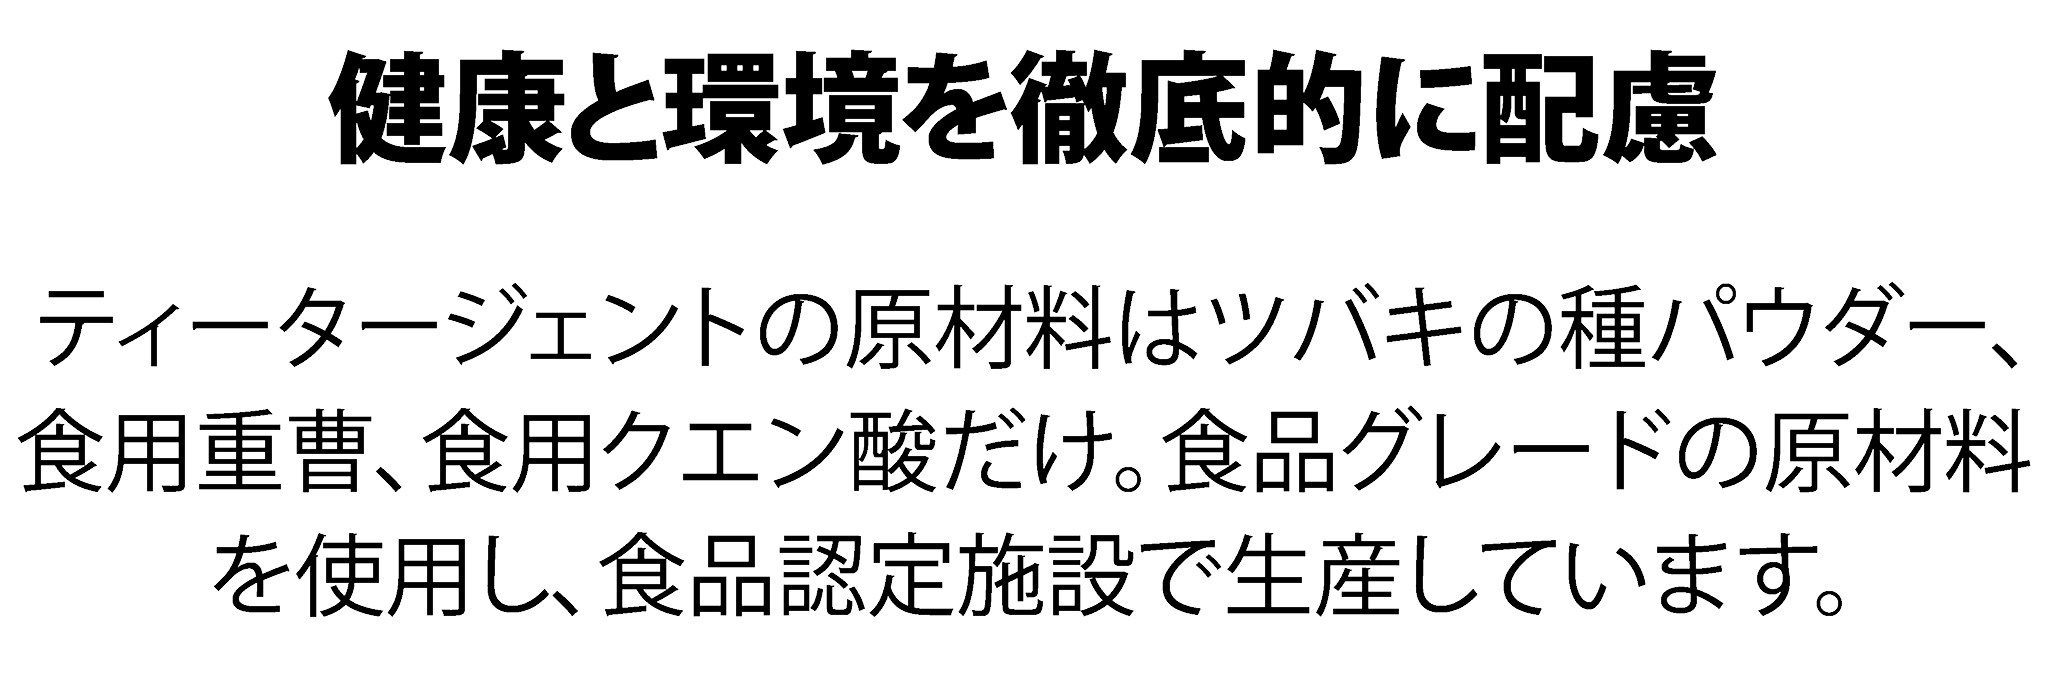 健康と環境を徹底的に配慮
ティータージェントの原材料はツバキの種パウダー、
食用重曹、食用クエン酸だけ。食品グレードの原材料
を使用し、食品認定施設で生産しています。